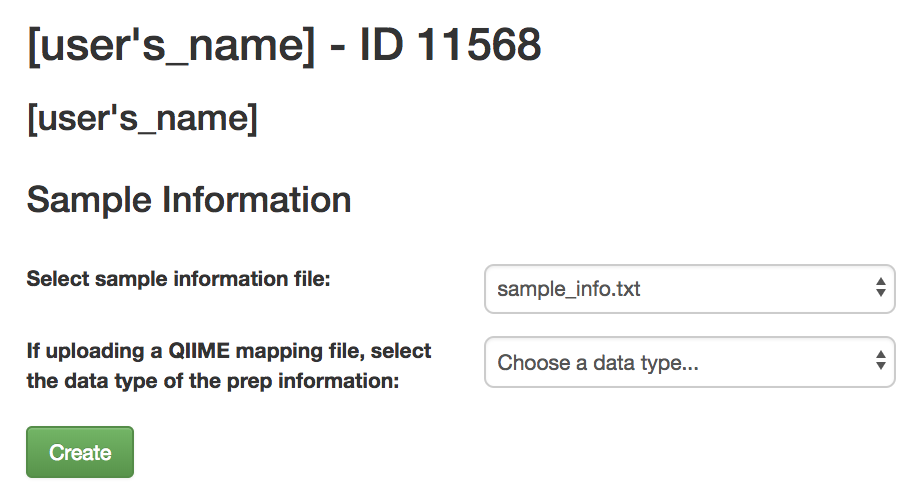 [user's_name] - ID 11568
[user's_name]
Sample Information
Select sample information file:
sample_info.txt
If uploading a QIIME mapping file, select
the data type of the prep information:
Choose a data type...
Create